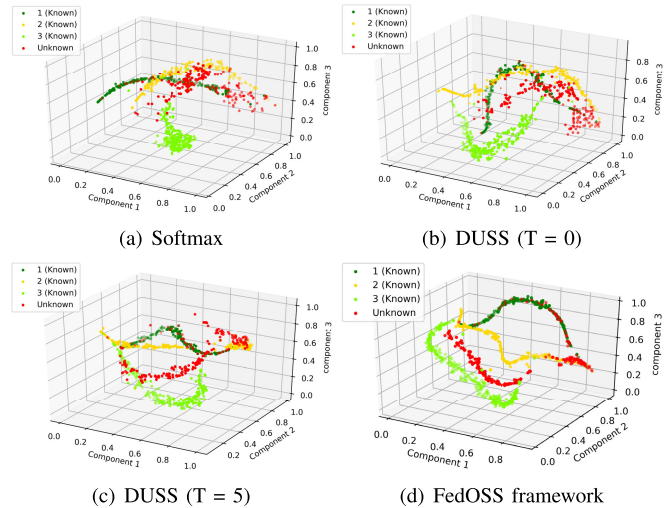 1 (Known)
2 (Known)
3 (Known)
Unknown
1.0
0.8
0.6
0.4
0.2
0.0
component 3
0.0
0.2
0.4
0.6
0.8
1.0
Component 1
0.0
0.2
0.4
0.6
0.8
1.0
Component 2
(a) Softmax
1 (Known)
2 (Known)
3 (Known)
Unknown
0.8
0.6
0.4
0.2
0.0
component 3
0.0
0.2
0.4
0.6
0.8
1.0
Component 1
0.0
0.2
0.4
0.6
0.8
1.0
Component 2
(b) DUSS (T = 0)
1 (Known)
2 (Known)
3 (Known)
Unknown
1.0
0.8
0.6
0.4
0.2
0.0
component 3
0.0
0.2
0.4
0.6
0.8
1.0
Component 1
0.2
0.4
0.6
0.8
1.0
Component 2
(c) DUSS (T = 5)
1 (Known)
2 (Known)
3 (Known)
Unknown
1.0
0.8
0.6
0.4
0.2
0.0
component 3
0.0
0.2
0.4
0.6
0.8
Component 1
0.0
0.2
0.4
0.6
0.8
1.0
Component 2
(d) FedOSS framework